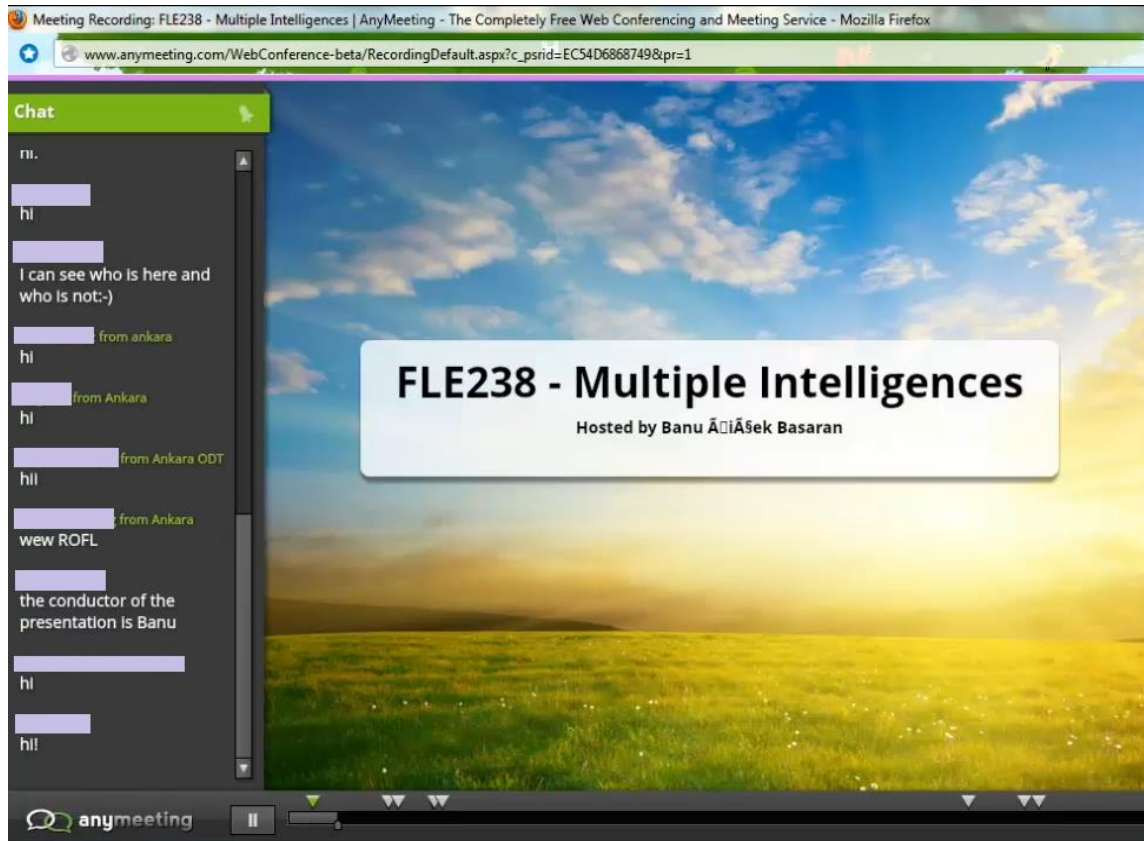 Meeting Recording: FLE238 - Multiple Intelligences | AnyMeeting - The Completely Free Web Conferencing and Meeting Service - Mozilla Firefox
www.anymeeting.com/WebConference-beta/RecordingDefault.aspx?c_psrid=EC54D6868749&pr=1
Chat
hi.
hi
I can see who is here and
who is not:-)
from ankara
hi
from Ankara
hi
from Ankara ODT
hii
from Ankara
wew ROFL
the conductor of the
presentation is Banu
hi
hi!
FLE238 - Multiple Intelligences
Hosted by Banu Ã�iÃ§ek Basaran
anymeeting